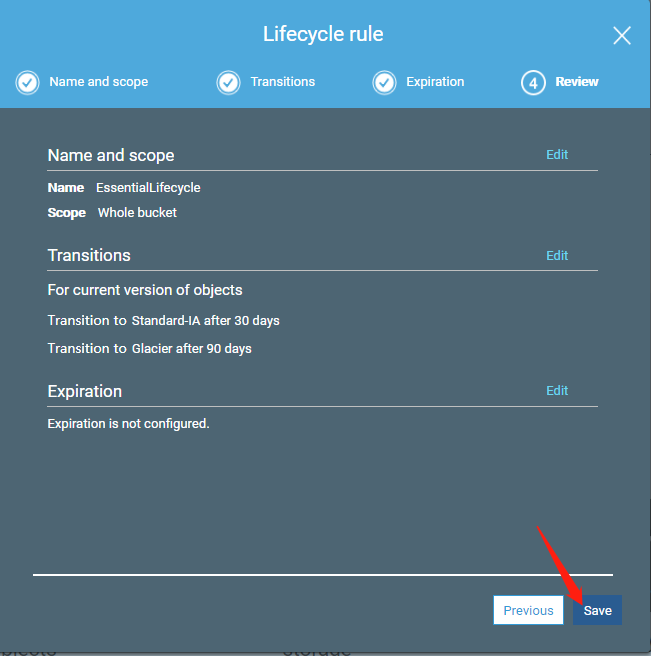 Lifecycle rule
Name and scope Transitions Expiration 4 Review
Name and scope Edit
Name EssentialLifecycle
Scope Whole bucket
Transitions Edit
For current version of objects
Transition to Standard-IA after 30 days
Transition to Glacier after 90 days
Expiration Edit
Expiration is not configured.
Previous Save